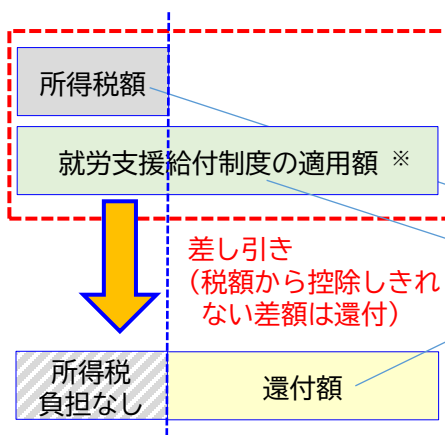 所得税額
就労支援給付制度の適用額 ※
差し引き
(税額から控除しきれ
ない差額は還付)
所得税
負担なし
還付額